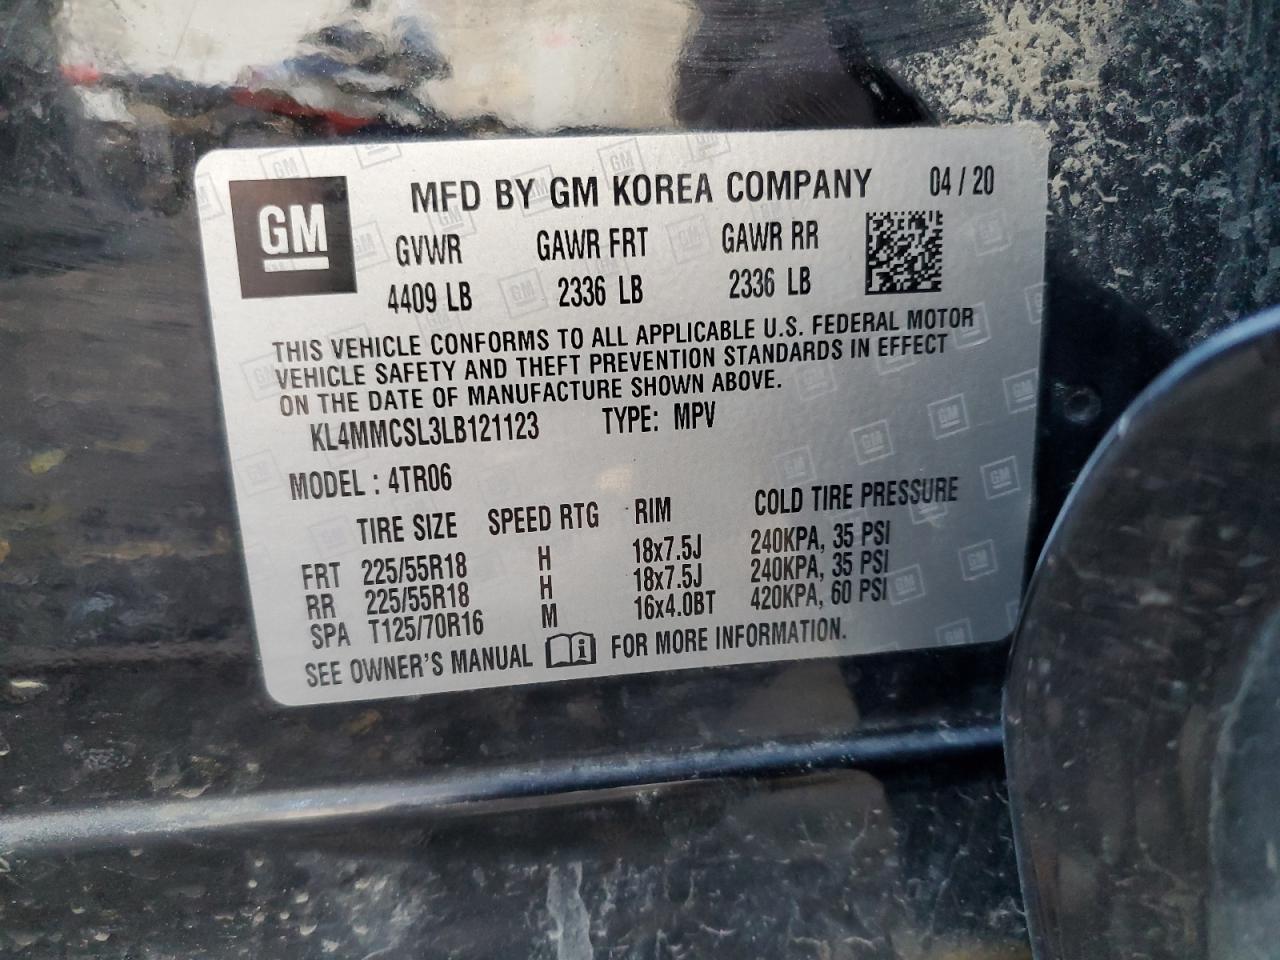 GM
MFD BY GM KOREA COMPANY 04 / 20
GVWR GAWR FRT GAWR RR
4409 LB 2336 LB 2336 LB
THIS VEHICLE CONFORMS TO ALL APPLICABLE U.S. FEDERAL MOTOR
VEHICLE SAFETY AND THEFT PREVENTION STANDARDS IN EFFECT
ON THE DATE OF MANUFACTURE SHOWN ABOVE.
KL4MMCSL3LB121123 TYPE: MPV
MODEL : 4TR06
TIRE SIZE SPEED RTG RIM COLD TIRE PRESSURE
FRT 225/55R18 H 18x7.5J 240KPA, 35 PSI
RR 225/55R18 H 18x7.5J 240KPA, 35 PSI
SPA T125/70R16 M 16x4.0BT 420KPA, 60 PSI
SEE OWNER'S MANUAL FOR MORE INFORMATION.